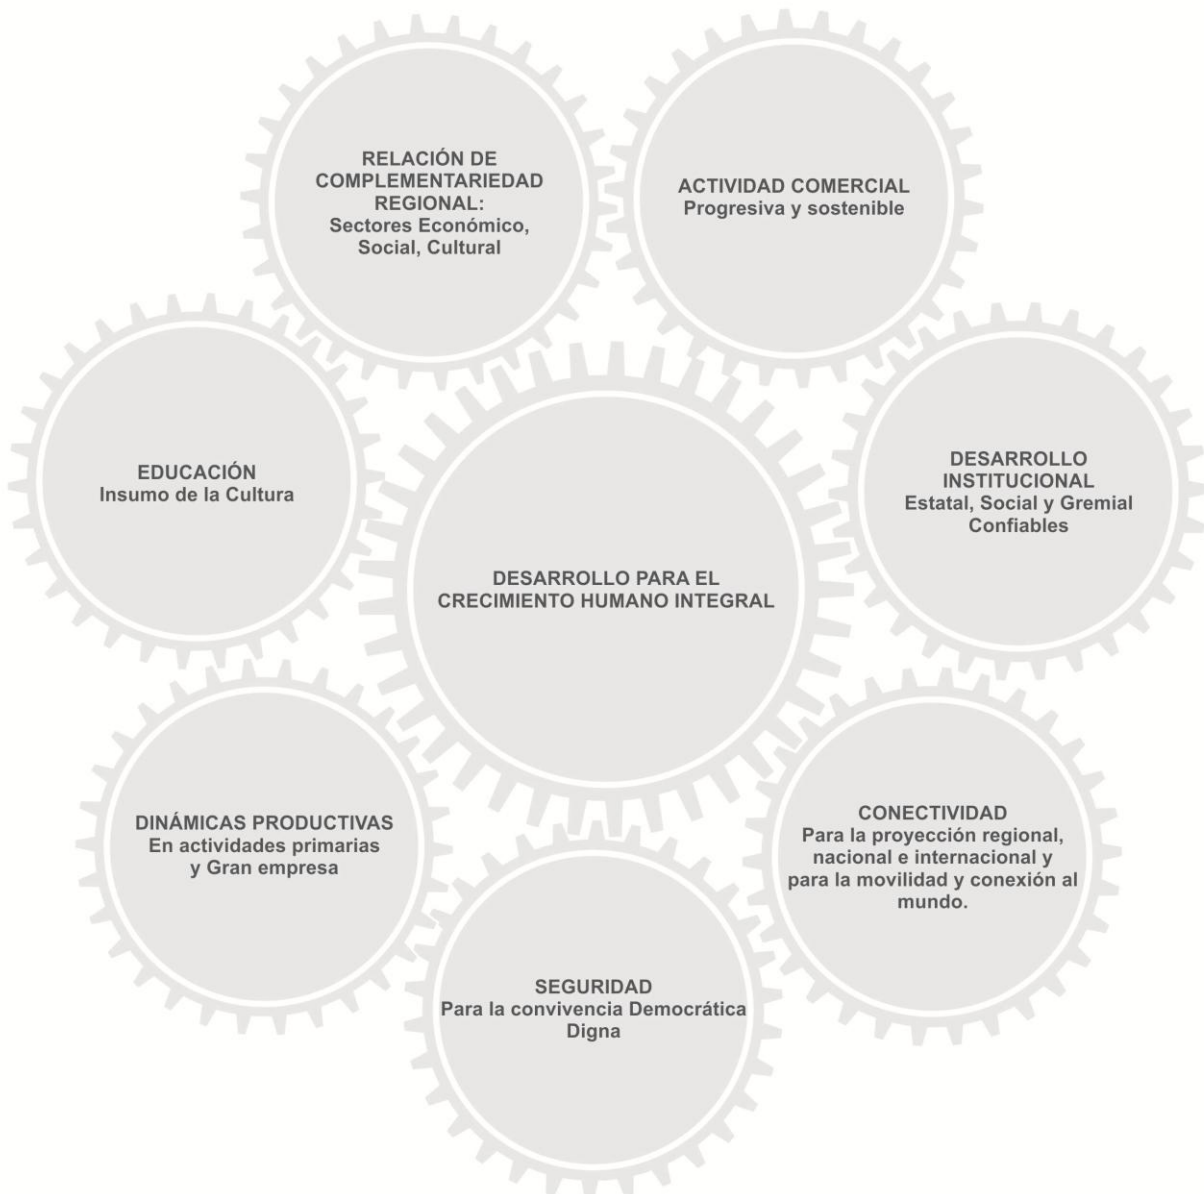 RELACIÓN DE
COMPLEMENTARIEDAD
REGIONAL:
Sectores Económico,
Social, Cultural
ACTIVIDAD COMERCIAL
Progresiva y sostenible
EDUCACIÓN
Insumo de la Cultura
DESARROLLO
INSTITUCIONAL
Estatal, Social y Gremial
Confiables
DESARROLLO PARA EL
CRECIMIENTO HUMANO INTEGRAL
DINÁMICAS PRODUCTIVAS
En actividades primarias
y Gran empresa
CONECTIVIDAD
Para la proyección regional,
nacional e internacional y
para la movilidad y conexión al
mundo.
SEGURIDAD
Para la convivencia Democrática
Digna